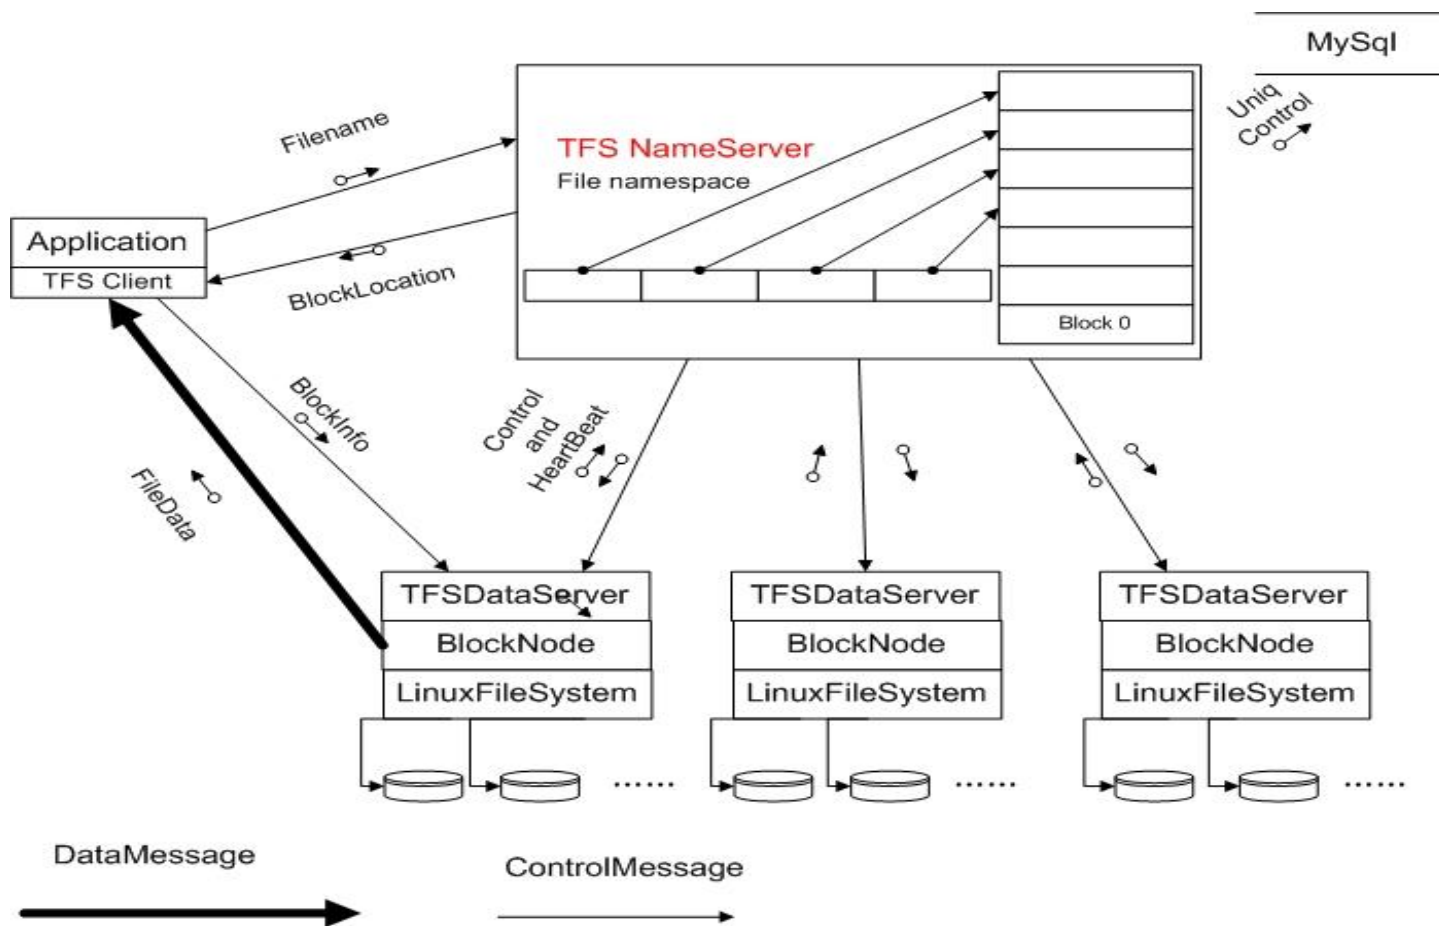 MySql
Uniq
Control
Filename
TFS NameServer
File namespace
Application
TFS Client
BlockLocation
Block 0
BlockInfo
Control
and
HeartBeat
FileData
TFSDataServer
TFSDataServer
TFSDataServer
BlockNode
BlockNode
BlockNode
LinuxFileSystem
LinuxFileSystem
LinuxFileSystem
......
......
......
DataMessage
ControlMessage